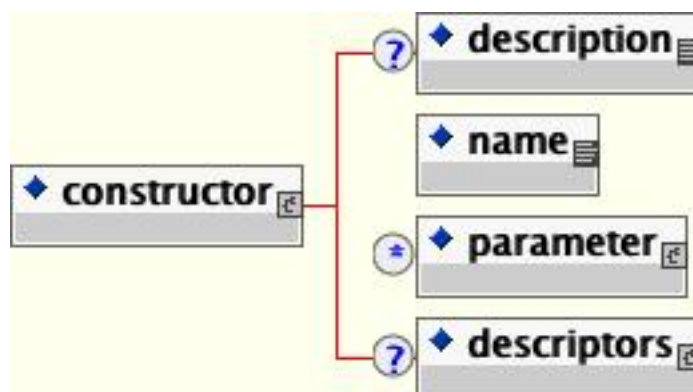 ? description
name
constructor
* parameter
? descriptors